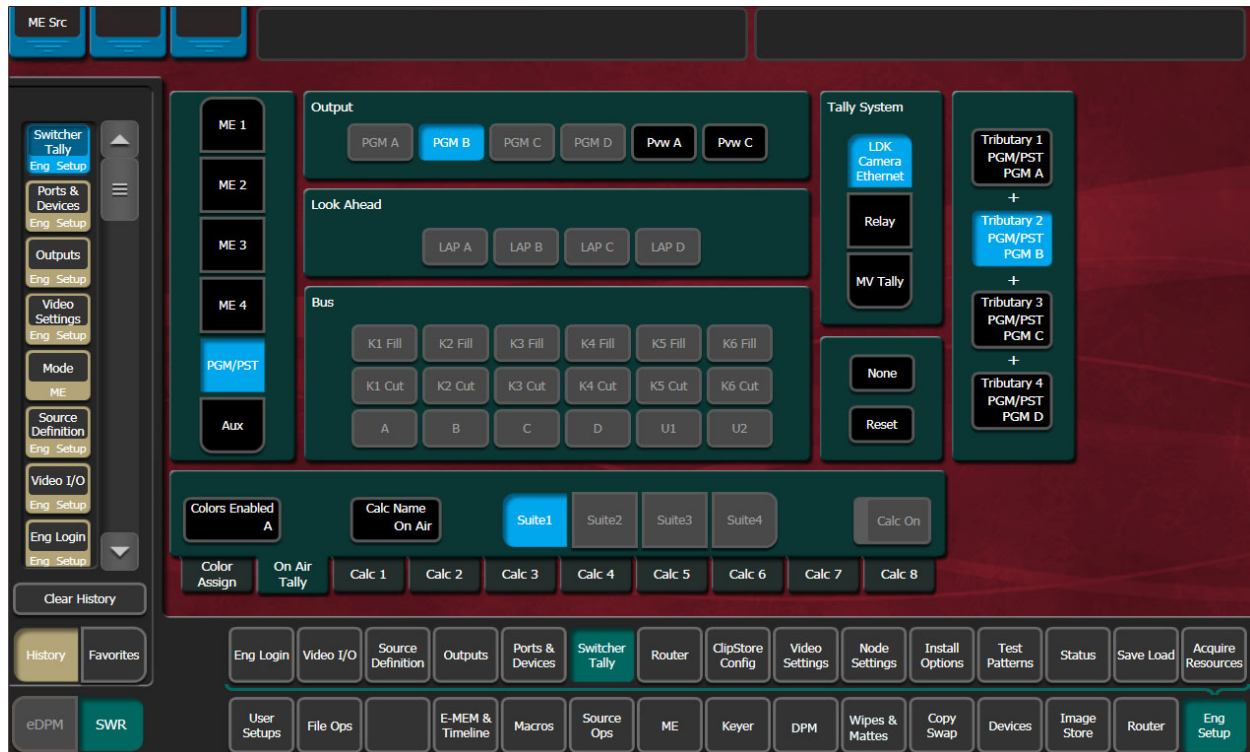 ME Src
Switcher
Tally
Eng Setup
Ports &
Devices
Eng Setup
Outputs
Eng Setup
Video
Settings
Eng Setup
Mode
ME
Source
Definition
Eng Setup
Video I/O
Eng Setup
Eng Login
Eng Setup
Clear History
History Favorites
eDPM SWR
ME 1
ME 2
ME 3
ME 4
PGM/PST
Aux
Output
PGM A PGM B PGM C PGM D Pvw A Pvw C
Look Ahead
LAP A LAP B LAP C LAP D
Bus
K1 Fill K2 Fill K3 Fill K4 Fill K5 Fill K6 Fill
K1 Cut K2 Cut K3 Cut K4 Cut K5 Cut K6 Cut
A B C D U1 U2
Tally System
LDK
Camera
Ethernet
Relay
MV Tally
None
Reset
Tributary 1
PGM/PST
PGM A
+
Tributary 2
PGM/PST
PGM B
+
Tributary 3
PGM/PST
PGM C
+
Tributary 4
PGM/PST
PGM D
Colors Enabled
A
Calc Name
On Air
Suite1 Suite2 Suite3 Suite4
Calc On
Color
Assign
On Air
Tally
Calc 1 Calc 2 Calc 3 Calc 4 Calc 5 Calc 6 Calc 7 Calc 8
Eng Login
Video I/O
Source
Definition
Outputs
Ports &
Devices
Switcher
Tally
Router
ClipStore
Config
Video
Settings
Node
Settings
Install
Options
Test
Patterns
Status
Save Load
Acquire
Resources
User
Setups
File Ops
E-MEM &
Timeline
Macros
Source
Ops
ME
Keyer
DPM
Wipes &
Mattes
Copy
Swap
Devices
Image
Store
Router
Eng
Setup